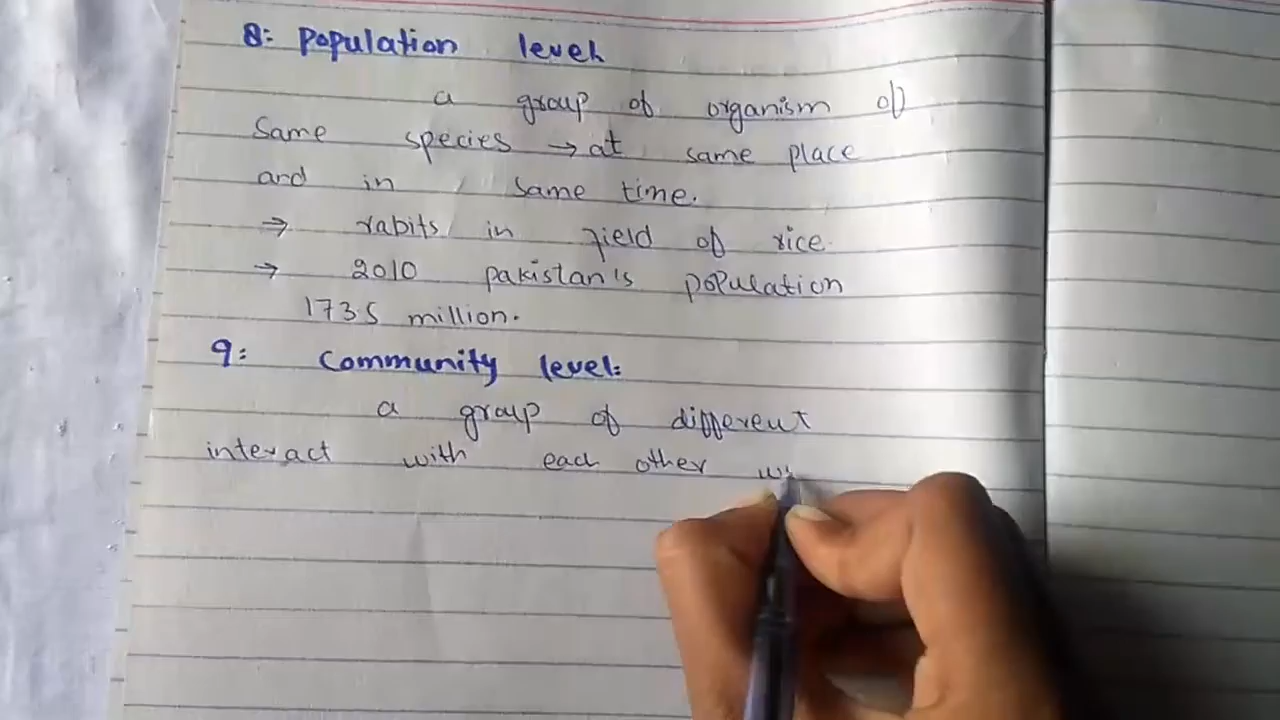 8: Population level
a group of organism of
Same species → at same place
and in same time.
⇒ rabits in field of rice.
→ 2010 pakistan's population
173.5 million.
9: Community level:
a group of different
interact with each other wi